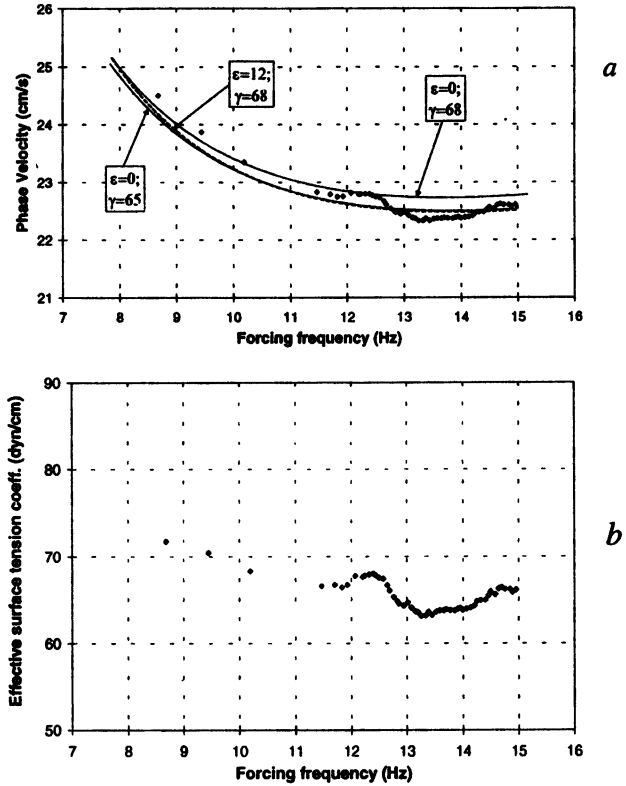 a
Phase Velocity (cm/s)
26
25
24
23
22
21
ε=12;
γ=68
ε=0;
γ=68
ε=0;
γ=65
7 8 9 10 11 12 13 14 15 16
Forcing frequency (Hz)
b
Effective surface tension coeff. (dyn/cm)
90
80
70
60
50
7 8 9 10 11 12 13 14 15 16
Forcing frequency (Hz)